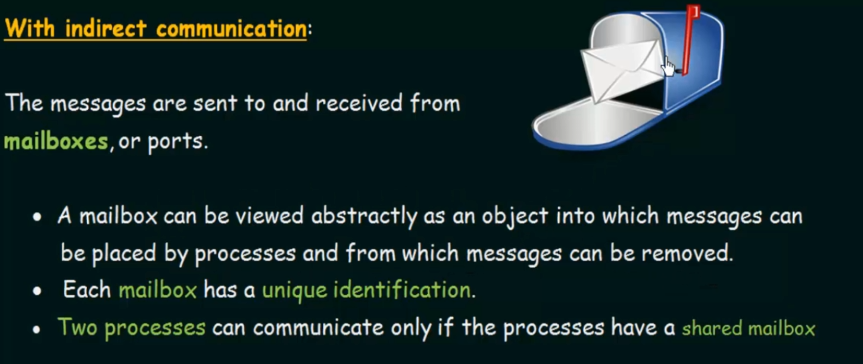 With indirect communication:
The messages are sent to and received from
mailboxes, or ports.
• A mailbox can be viewed abstractly as an object into which messages can
be placed by processes and from which messages can be removed.
• Each mailbox has a unique identification.
• Two processes can communicate only if the processes have a shared mailbox